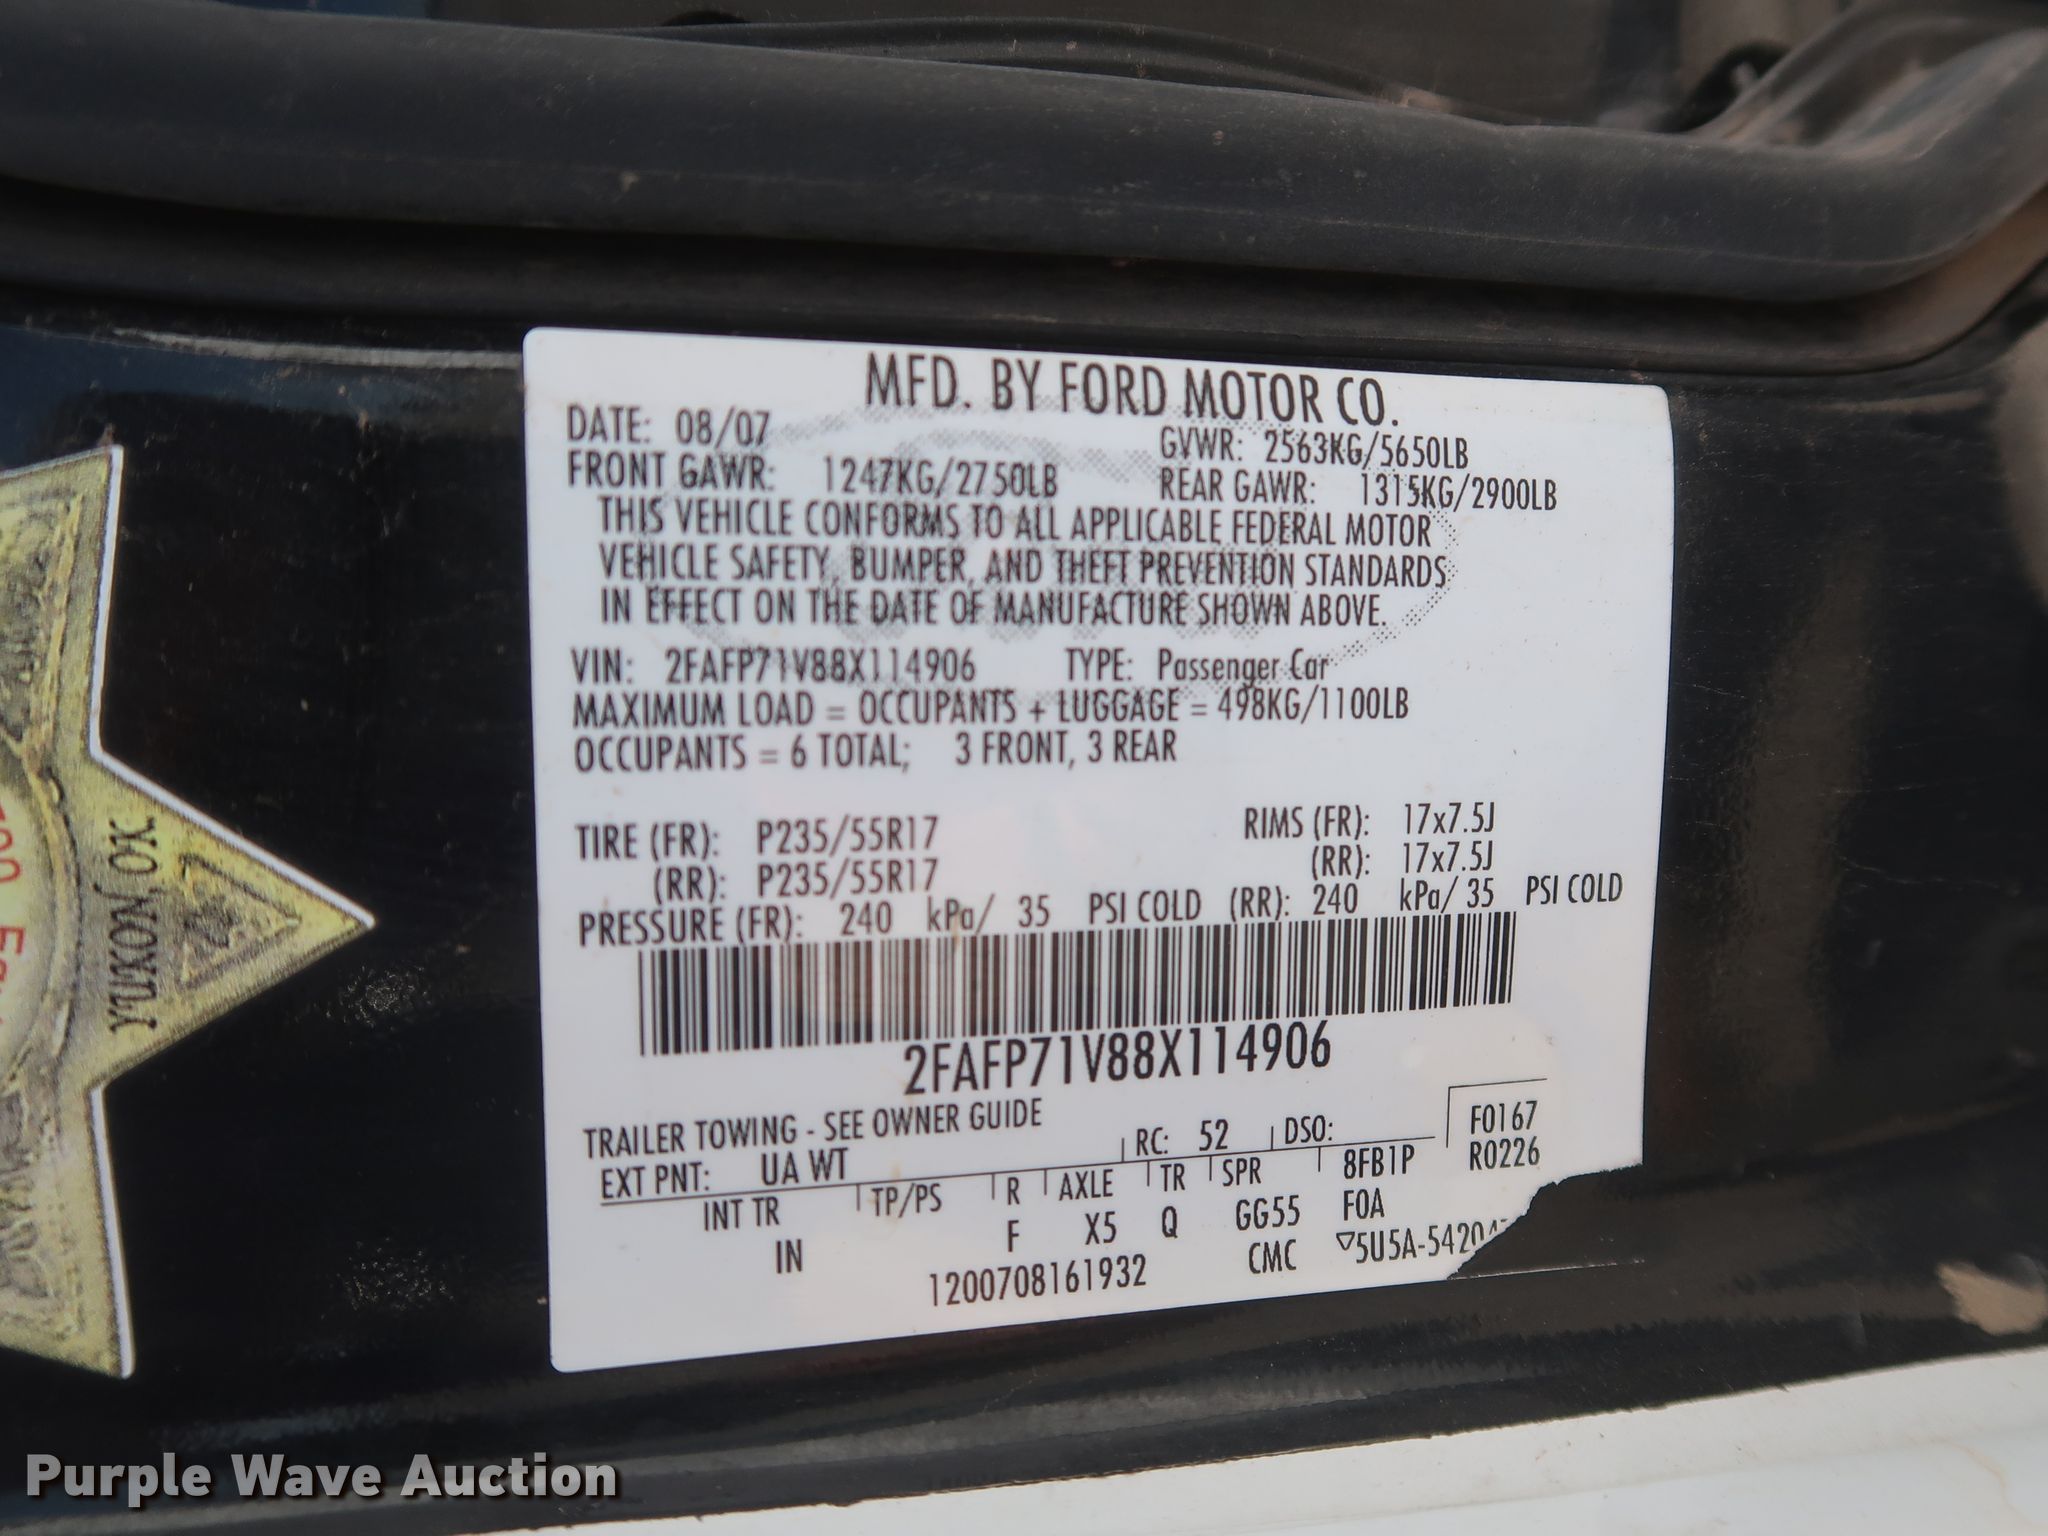 MFD. BY FORD MOTOR CO.
DATE: 08/07
GVWR: 2563KG/5650LB
FRONT GAWR: 1247KG/2750LB
REAR GAWR: 1315KG/2900LB
THIS VEHICLE CONFORMS TO ALL APPLICABLE FEDERAL MOTOR
VEHICLE SAFETY, BUMPER, AND THEFT PREVENTION STANDARDS
IN EFFECT ON THE DATE OF MANUFACTURE SHOWN ABOVE.
VIN: 2FAFP71V88X114906 TYPE: Passenger Car
MAXIMUM LOAD = OCCUPANTS + LUGGAGE = 498KG/1100LB
OCCUPANTS = 6 TOTAL; 3 FRONT, 3 REAR
TIRE (FR): P235/55R17 RIMS (FR): 17x7.5J
(RR): P235/55R17 (RR): 17x7.5J
PRESSURE (FR): 240 kPa/ 35 PSI COLD (RR): 240 kPa/ 35 PSI COLD
2FAFP71V88X114906
TRAILER TOWING - SEE OWNER GUIDE
EXT PNT: UA WT RC: 52 DSO:
F0167
R0226
INT TR TP/PS R AXLE TR SPR 8FB1P
IN F X5 Q GG55 FOA
1200708161932 CMC ▽5U5A-5420
YUKON, OK
Purple Wave Auction